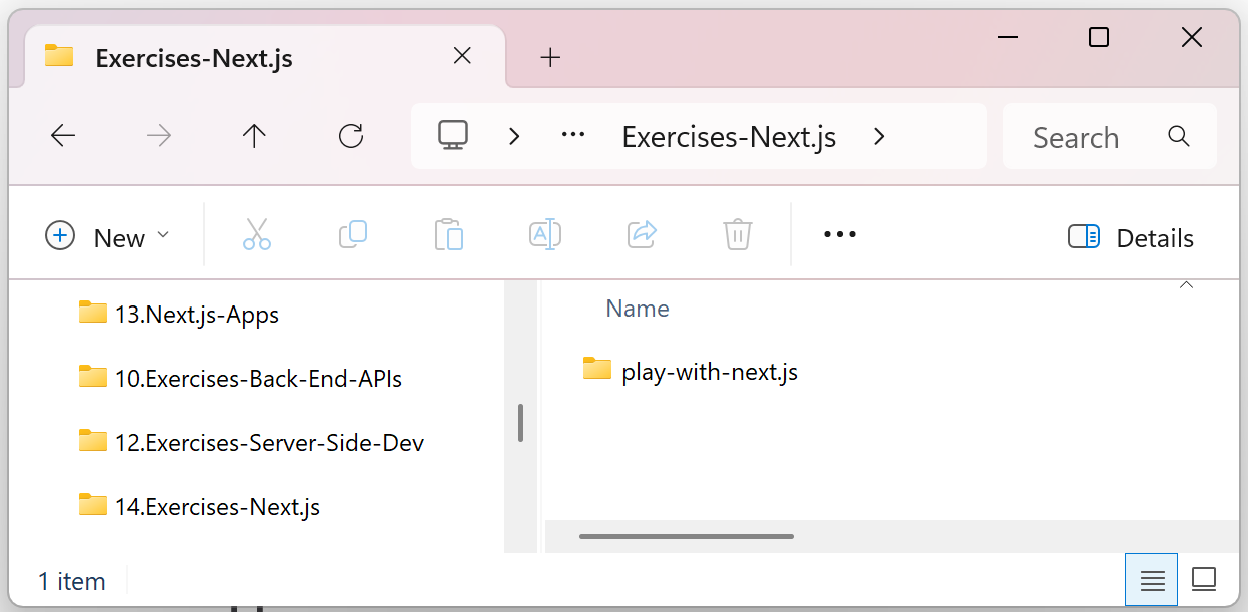 Exercises-Next.js
Exercises-Next.js
Search
New
Details
13.Next.js-Apps
10.Exercises-Back-End-APIs
12.Exercises-Server-Side-Dev
14.Exercises-Next.js
Name
play-with-next.js
1 item